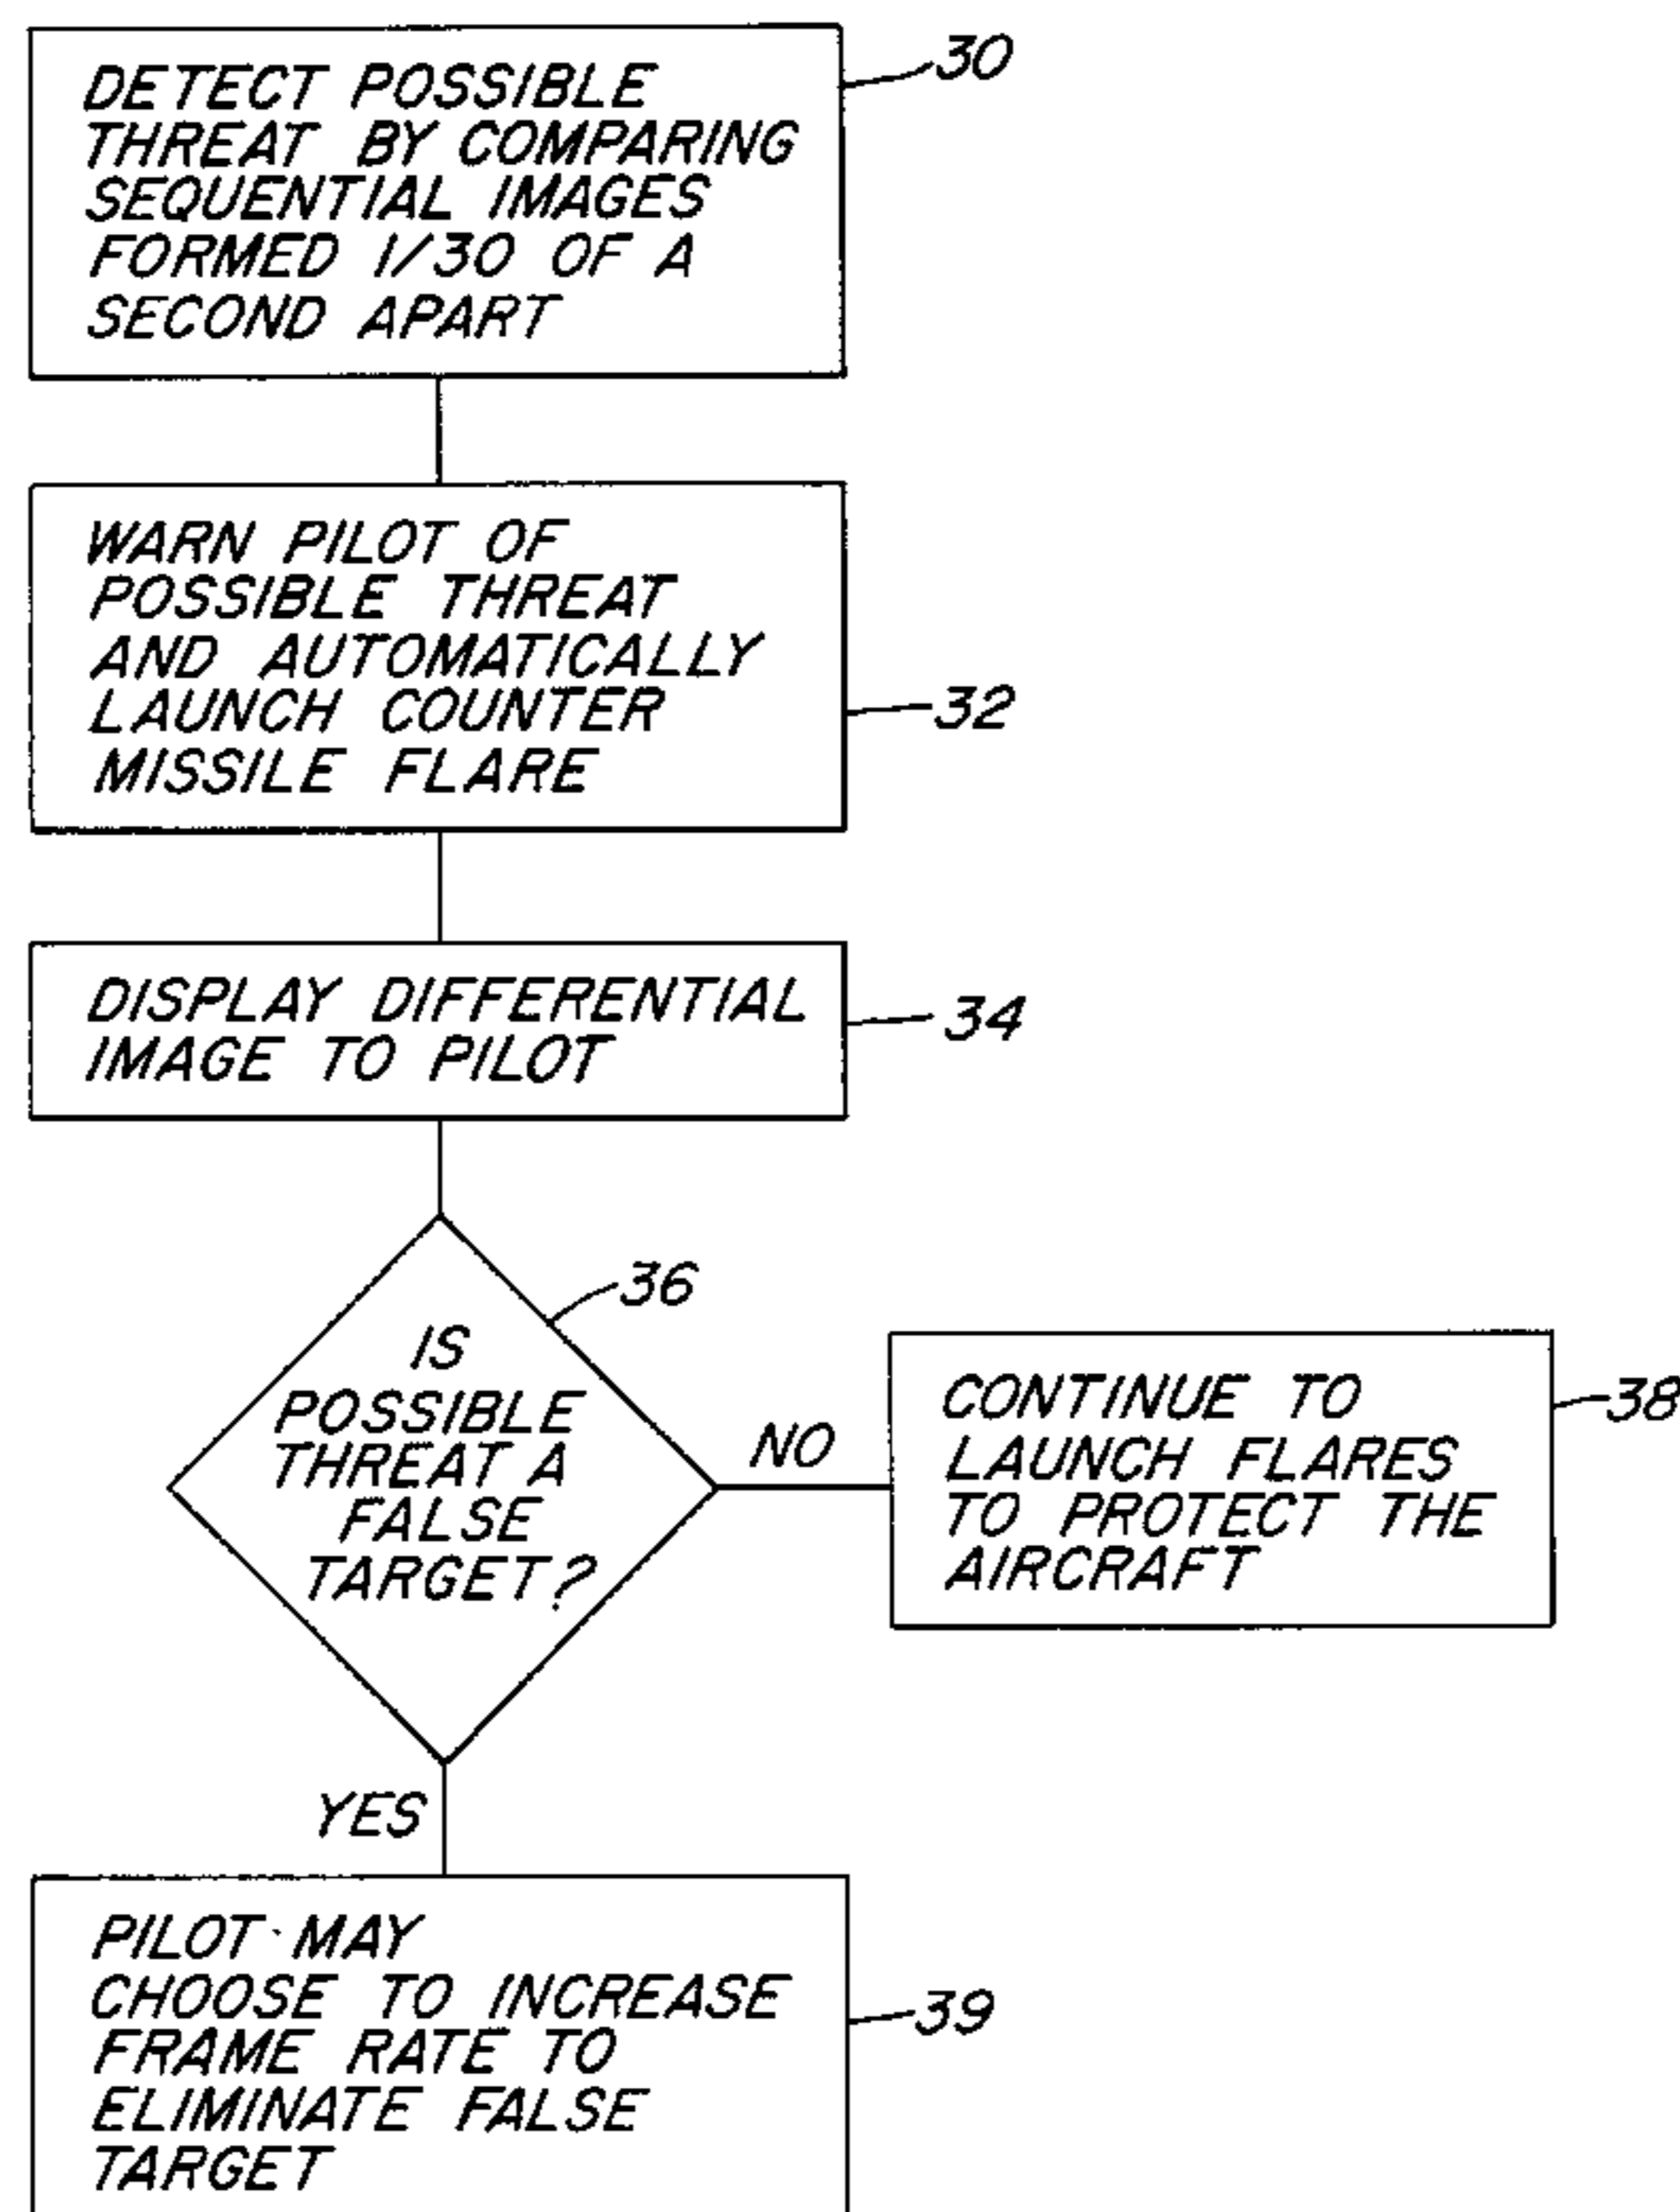 DETECT POSSIBLE
THREAT BY COMPARING
SEQUENTIAL IMAGES
FORMED 1/30 OF A
SECOND APART
30
WARN PILOT OF
POSSIBLE THREAT
AND AUTOMATICALLY
LAUNCH COUNTER
MISSILE FLARE
32
DISPLAY DIFFERENTIAL
IMAGE TO PILOT
34
36
IS
POSSIBLE
THREAT A
FALSE
TARGET?
NO
CONTINUE TO
LAUNCH FLARES
TO PROTECT THE
AIRCRAFT
38
YES
PILOT MAY
CHOOSE TO INCREASE
FRAME RATE TO
ELIMINATE FALSE
TARGET
39